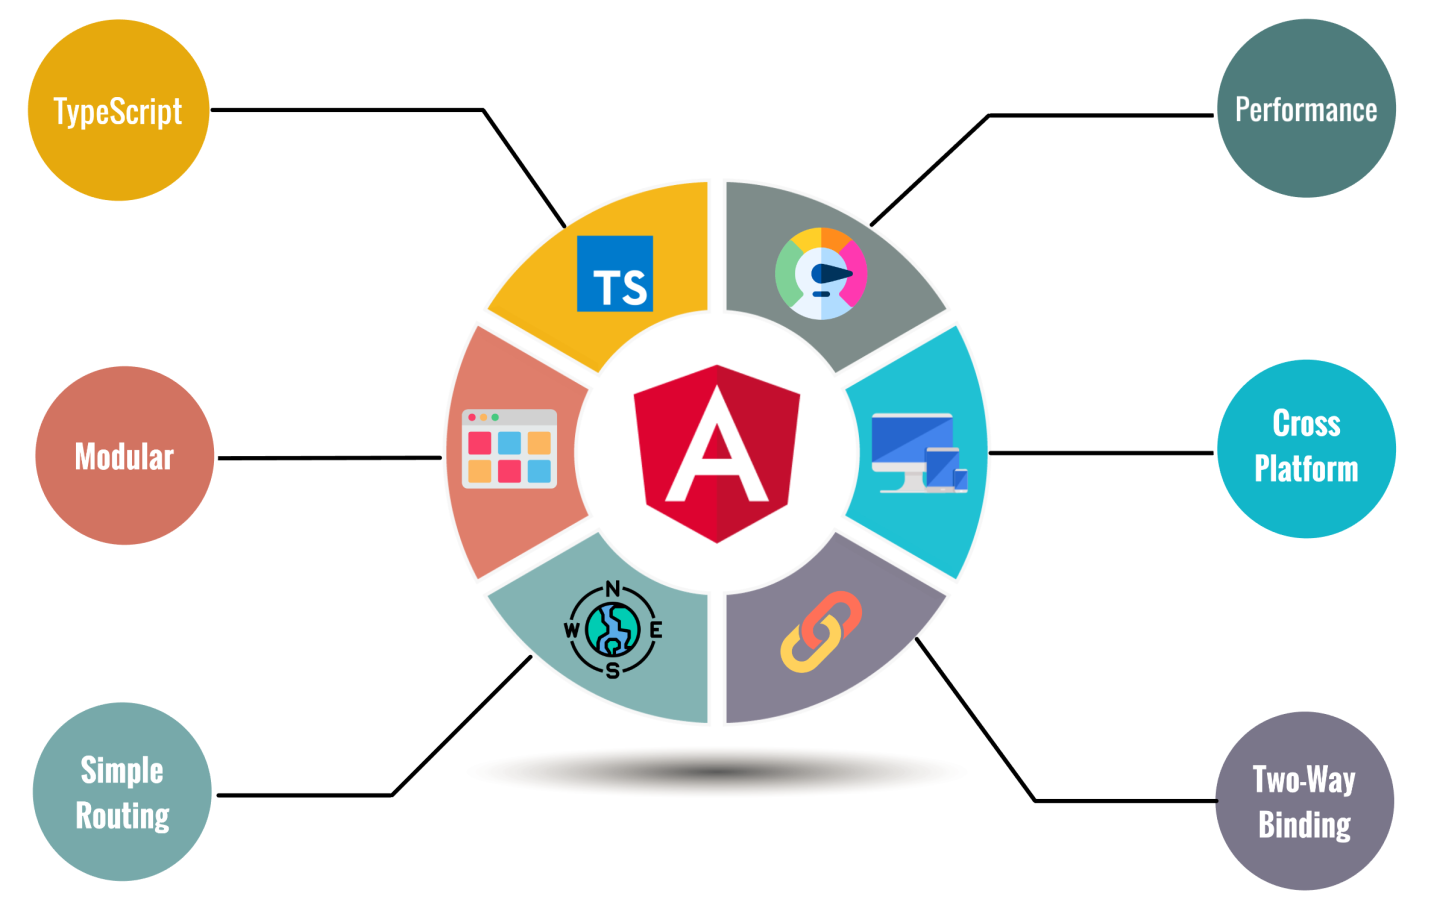 TypeScript
Performance
TS
A
Modular
Cross
Platform
N
W
E
S
Simple
Routing
Two-Way
Binding